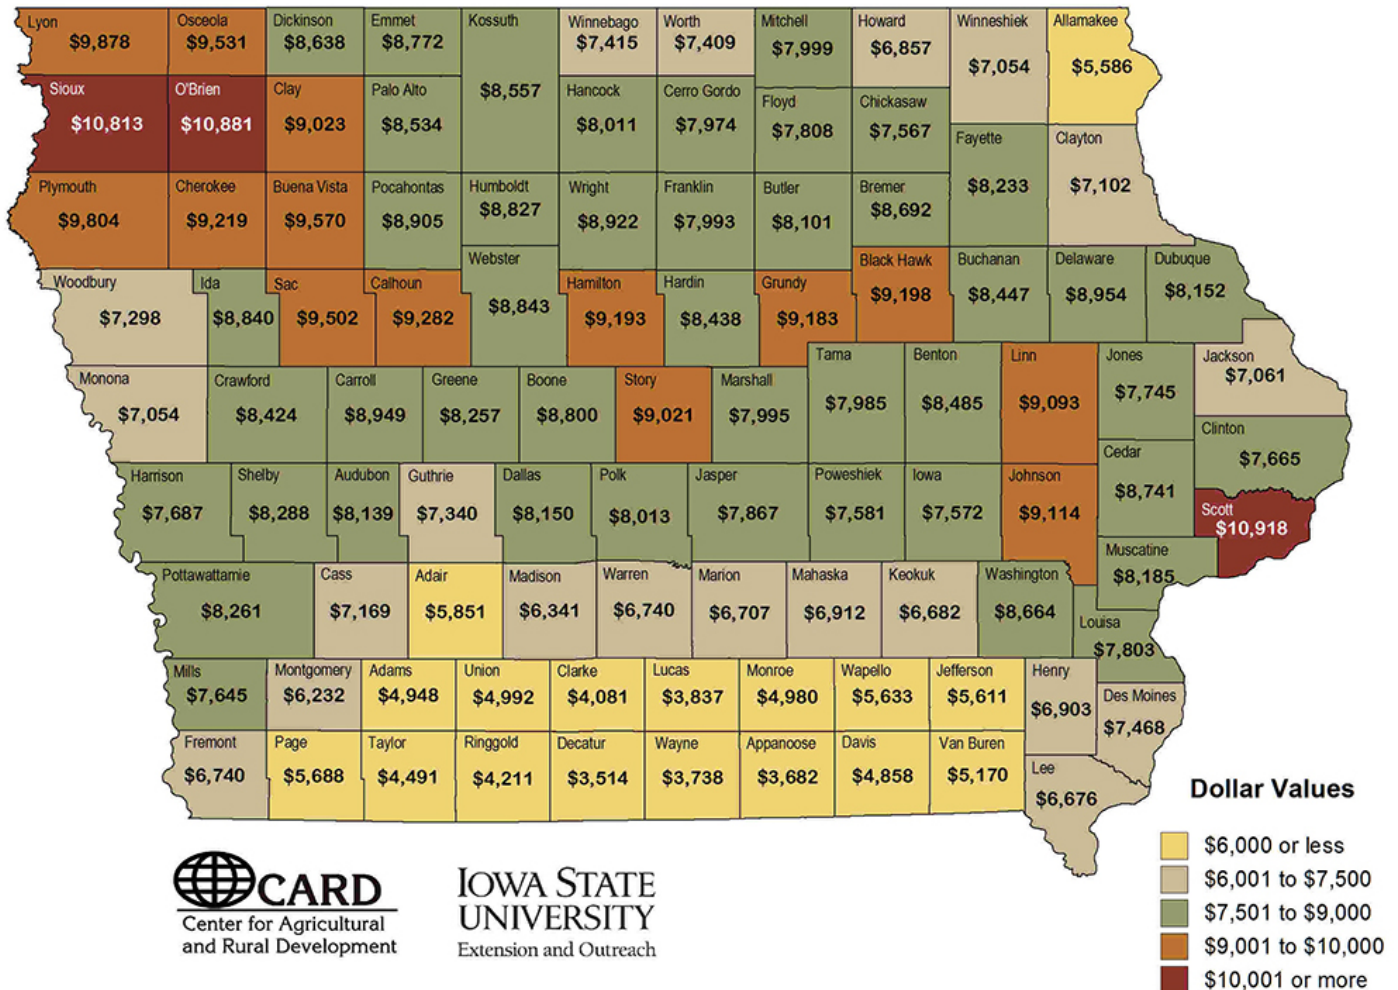 Lyon
$9,878
Osceola
$9,531
Dickinson
$8,638
Emmet
$8,772
Kossuth
$8,557
Winnebago
$7,415
Worth
$7,409
Mitchell
$7,999
Howard
$6,857
Winneshiek
$7,054
Allamakee
$5,586
Sioux
$10,813
O'Brien
$10,881
Clay
$9,023
Palo Alto
$8,534
Hancock
$8,011
Cerro Gordo
$7,974
Floyd
$7,808
Chickasaw
$7,567
Fayette
$8,233
Clayton
$7,102
Plymouth
$9,804
Cherokee
$9,219
Buena Vista
$9,570
Pocahontas
$8,905
Humboldt
$8,827
Wright
$8,922
Franklin
$7,993
Butler
$8,101
Bremer
$8,692
Woodbury
$7,298
Ida
$8,840
Sac
$9,502
Calhoun
$9,282
Webster
$8,843
Hamilton
$9,193
Hardin
$8,438
Grundy
$9,183
Black Hawk
$9,198
Buchanan
$8,447
Delaware
$8,954
Dubuque
$8,152
Monona
$7,054
Crawford
$8,424
Carroll
$8,949
Greene
$8,257
Boone
$8,800
Story
$9,021
Marshall
$7,995
Tama
$7,985
Benton
$8,485
Linn
$9,093
Jones
$7,745
Jackson
$7,061
Clinton
$7,665
Cedar
$8,741
Harrison
$7,687
Shelby
$8,288
Audubon
$8,139
Guthrie
$7,340
Dallas
$8,150
Polk
$8,013
Jasper
$7,867
Poweshiek
$7,581
Iowa
$7,572
Johnson
$9,114
Scott
$10,918
Muscatine
$8,185
Pottawattamie
$8,261
Cass
$7,169
Adair
$5,851
Madison
$6,341
Warren
$6,740
Marion
$6,707
Mahaska
$6,912
Keokuk
$6,682
Washington
$8,664
Louisa
$7,803
Mills
$7,645
Montgomery
$6,232
Adams
$4,948
Union
$4,992
Clarke
$4,081
Lucas
$3,837
Monroe
$4,980
Wapello
$5,633
Jefferson
$5,611
Henry
$6,903
Des Moines
$7,468
Fremont
$6,740
Page
$5,688
Taylor
$4,491
Ringgold
$4,211
Decatur
$3,514
Wayne
$3,738
Appanoose
$3,682
Davis
$4,858
Van Buren
$5,170
Lee
$6,676
Dollar Values
$6,000 or less
$6,001 to $7,500
$7,501 to $9,000
$9,001 to $10,000
$10,001 or more
CARD
Center for Agricultural
and Rural Development
IOWA STATE
UNIVERSITY
Extension and Outreach